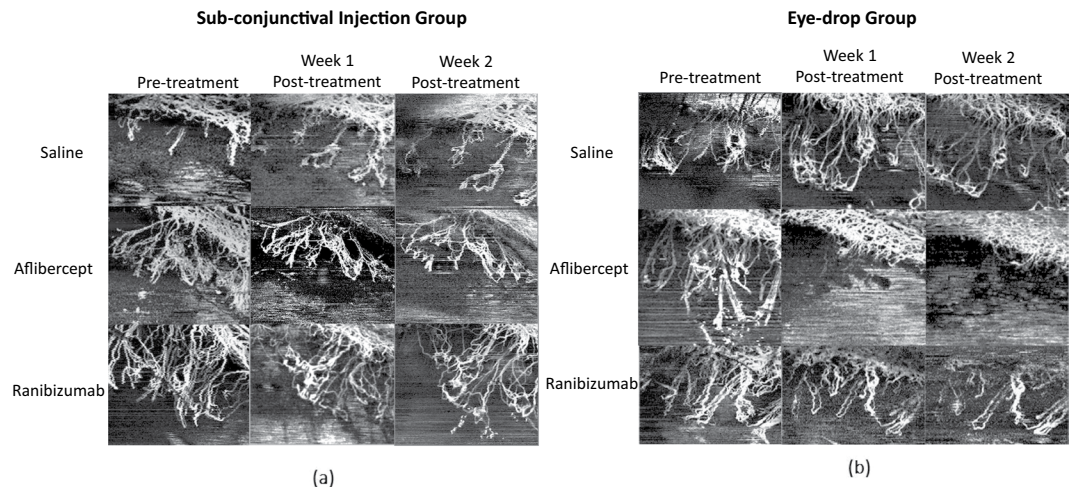 Sub-conjunctival Injection Group
Pre-treatment
Week 1
Post-treatment
Week 2
Post-treatment
Saline
Aflibercept
Ranibizumab
(a)
Eye-drop Group
Pre-treatment
Week 1
Post-treatment
Week 2
Post-treatment
Saline
Aflibercept
Ranibizumab
(b)